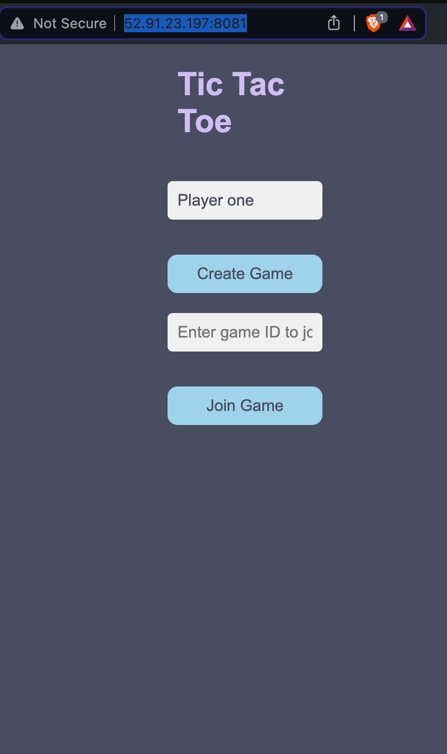 Not Secure | 52.91.23.197:8081
1
Tic Tac
Toe
Player one
Create Game
Enter game ID to jc
Join Game